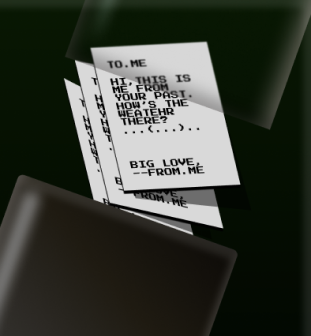 TO.ME
HI,THIS IS
ME FROM
YOUR PAST.
HOW'S THE
WEATEHR
THERE?
...<...>..
BIG LOVE,
--FROM.ME